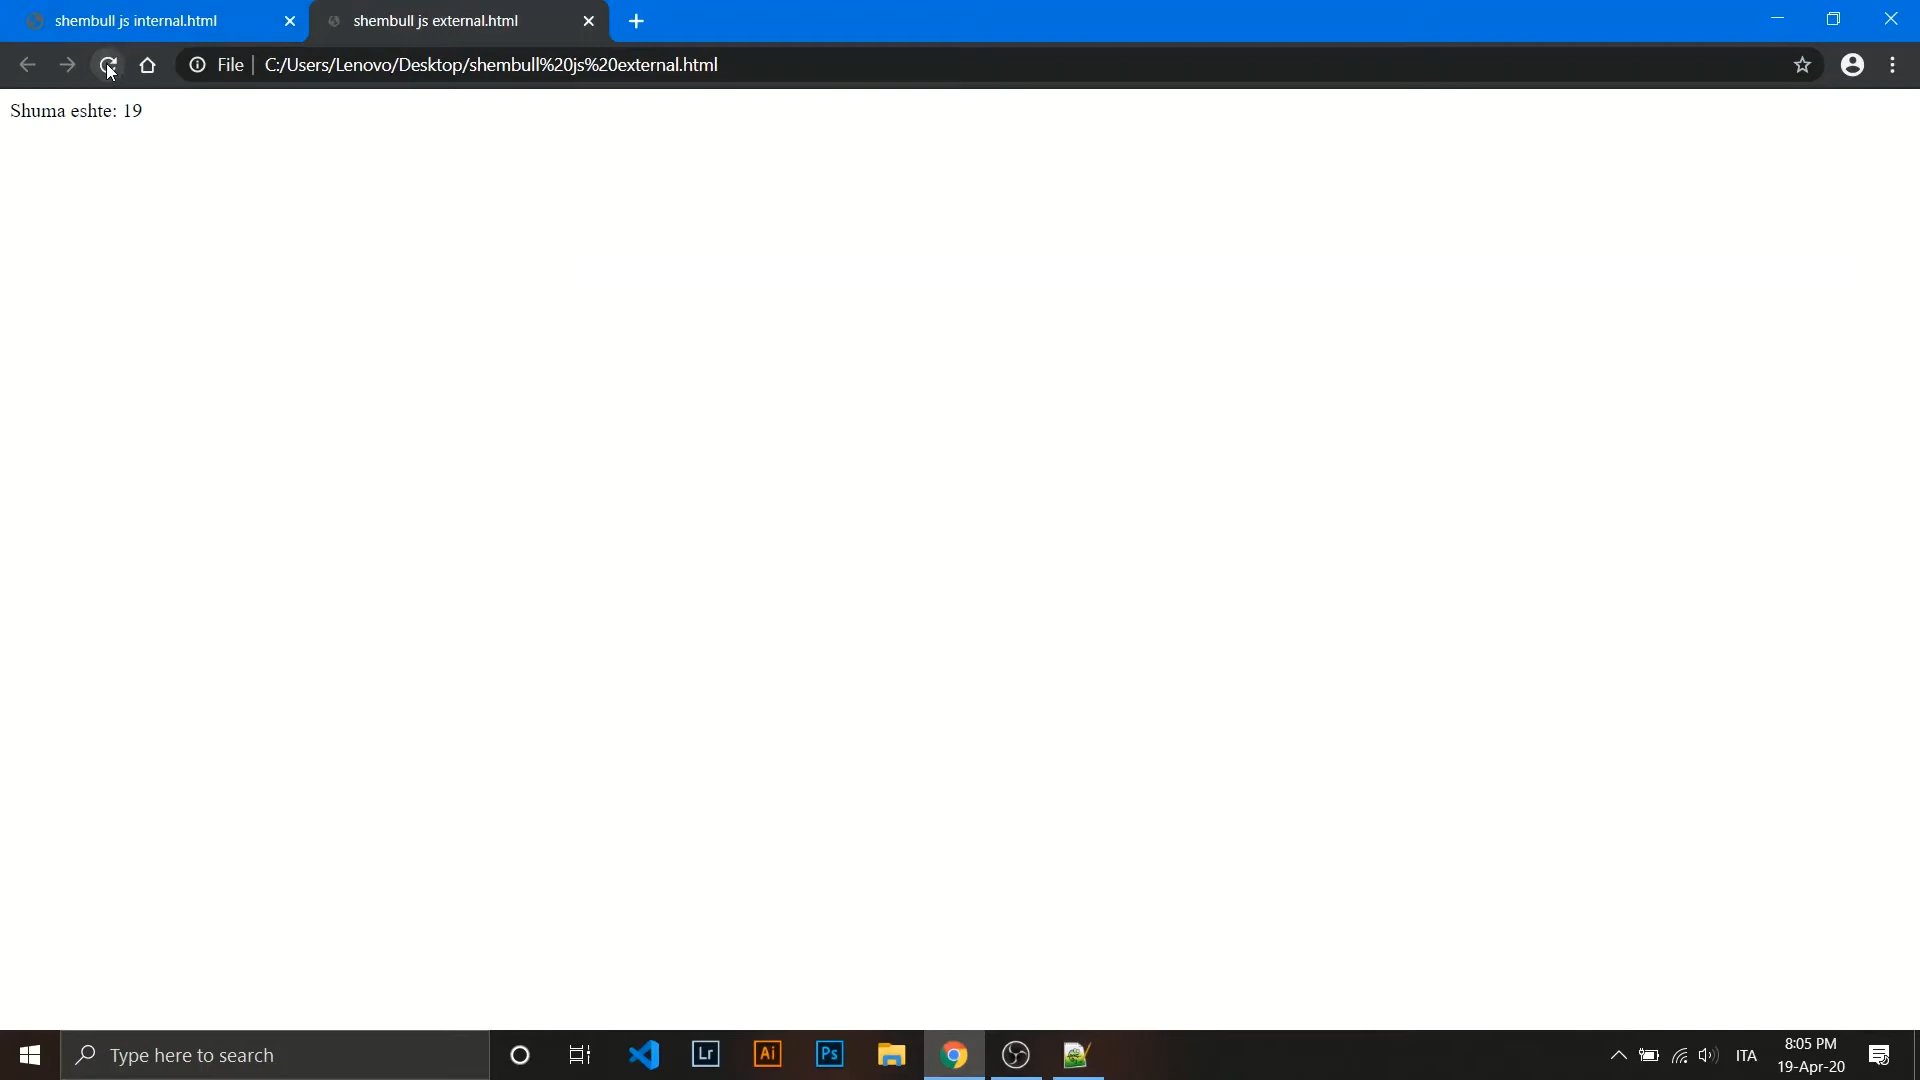 shembull js internal.html
shembull js external.html
File
C:/Users/Lenovo/Desktop/shembull%20js%20external.html
Shuma eshte: 19
Type here to search
Lr
Ai
Ps
ITA
8:05 PM
19-Apr-20